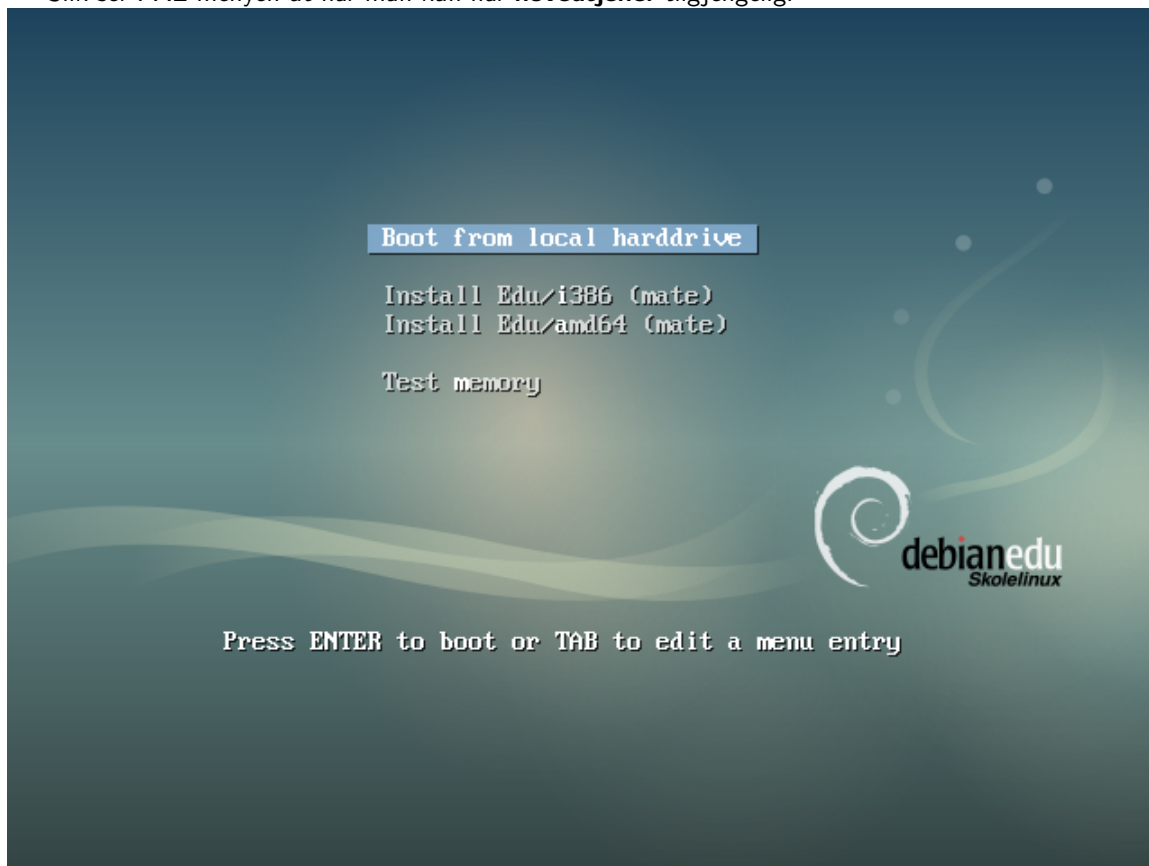 Boot from local harddrive
Install Edu/i386 (mate)
Install Edu/amd64 (mate)
Test memory
debianedu
Skolelinux
Press ENTER to boot or TAB to edit a menu entry